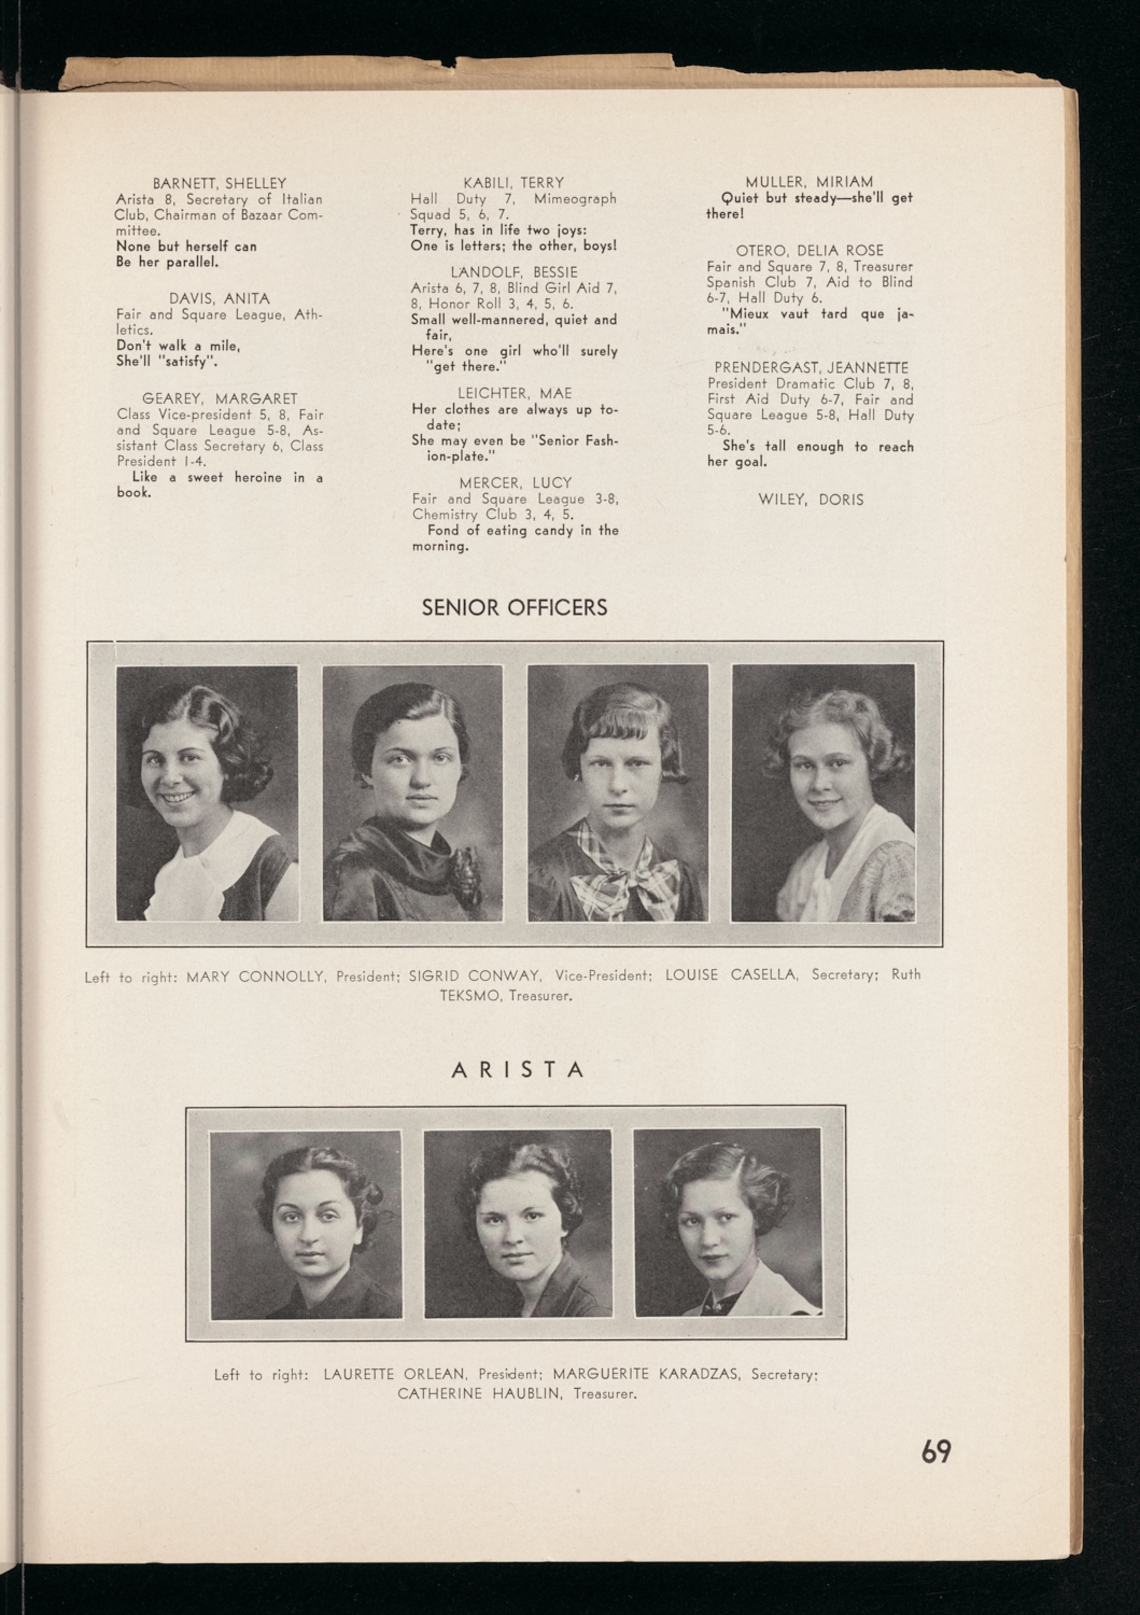 BARNETT, SHELLEY
Arista 8, Secretary of Italian
Club, Chairman of Bazaar Com-
mittee.
None but herself can
Be her parallel.
DAVIS, ANITA
Fair and Square League, Ath-
letics.
Don't walk a mile,
She'll "satisfy".
GEAREY, MARGARET
Class Vice-president 5, 8, Fair
and Square League 5-8, As-
sistant Class Secretary 6, Class
President 1-4.
Like a sweet heroine in a
book.
KABILI, TERRY
Hall Duty 7, Mimeograph
Squad 5, 6, 7.
Terry, has in life two joys:
One is letters; the other, boys!
LANDOLF, BESSIE
Arista 6, 7, 8, Blind Girl Aid 7,
8, Honor Roll 3, 4, 5, 6.
Small well-mannered, quiet and
fair,
Here's one girl who'll surely
"get there."
LEICHTER, MAE
Her clothes are always up to-
date;
She may even be "Senior Fash-
ion-plate."
MERCER, LUCY
Fair and Square League 3-8,
Chemistry Club 3, 4, 5.
Fond of eating candy in the
morning.
MULLER, MIRIAM
Quiet but steady—she'll get
there!
OTERO, DELIA ROSE
Fair and Square 7, 8, Treasurer
Spanish Club 7, Aid to Blind
6-7, Hall Duty 6.
"Mieux vaut tard que ja-
mais."
PRENDERGAST, JEANNETTE
President Dramatic Club 7, 8,
First Aid Duty 6-7, Fair and
Square League 5-8, Hall Duty
5-6.
She's tall enough to reach
her goal.
WILEY, DORIS
SENIOR OFFICERS
Left to right: MARY CONNOLLY, President; SIGRID CONWAY, Vice-President; LOUISE CASELLA, Secretary; Ruth
TEKSMO, Treasurer.
ARISTA
Left to right: LAURETTE ORLEAN, President; MARGUERITE KARADZAS, Secretary;
CATHERINE HAUBLIN, Treasurer.
69